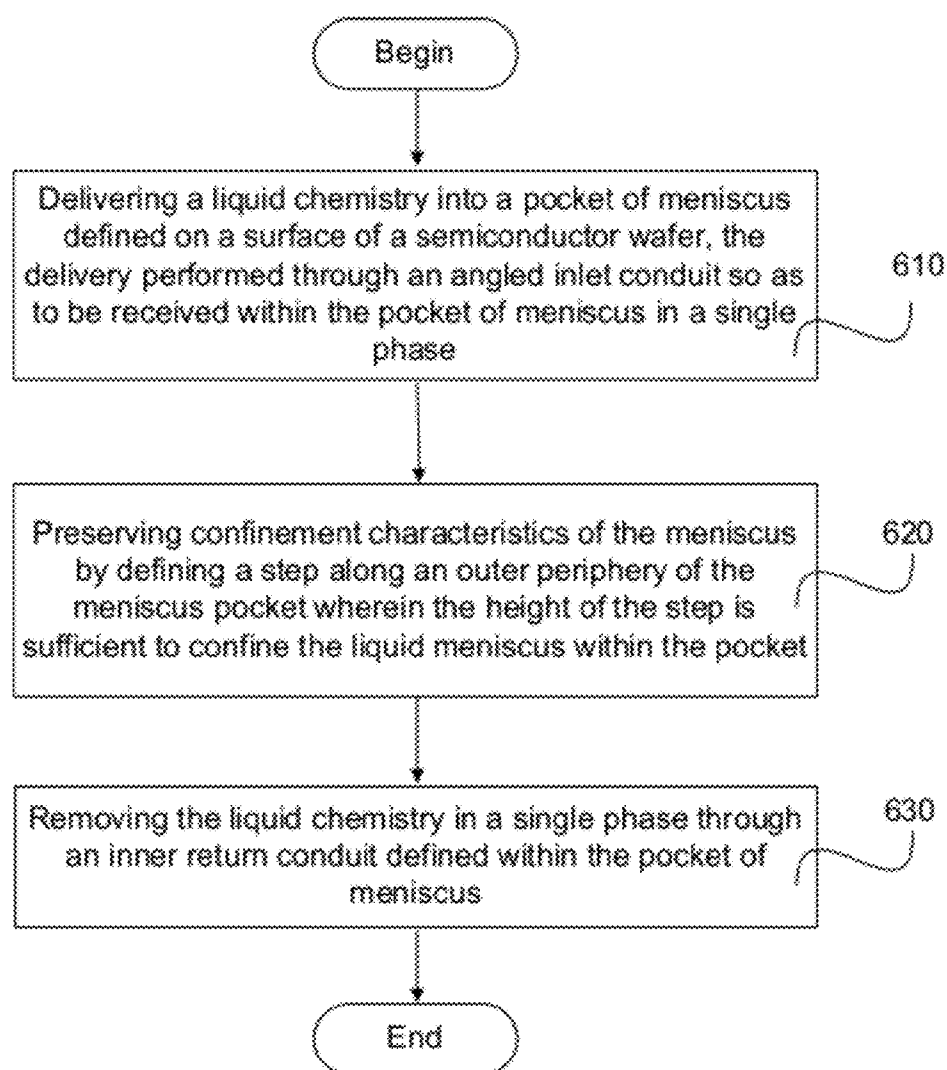 Begin
Delivering a liquid chemistry into a pocket of meniscus
defined on a surface of a semiconductor wafer, the
delivery performed through an angled inlet conduit so as
to be received within the pocket of meniscus in a single
phase
610
Preserving confinement characteristics of the meniscus
by defining a step along an outer periphery of the
meniscus pocket wherein the height of the step is
sufficient to confine the liquid meniscus within the pocket
620
Removing the liquid chemistry in a single phase through
an inner return conduit defined within the pocket of
meniscus
630
End